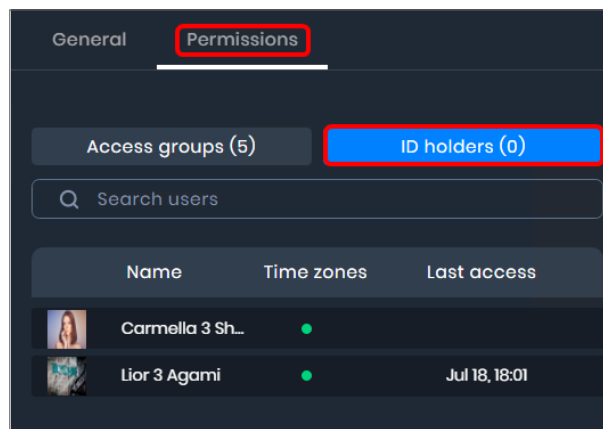 General Permissions
Access groups (5) ID holders (0)
Search users
Name Time zones Last access
Carmella 3 Sh...
Lior 3 Agami Jul 18, 18:01